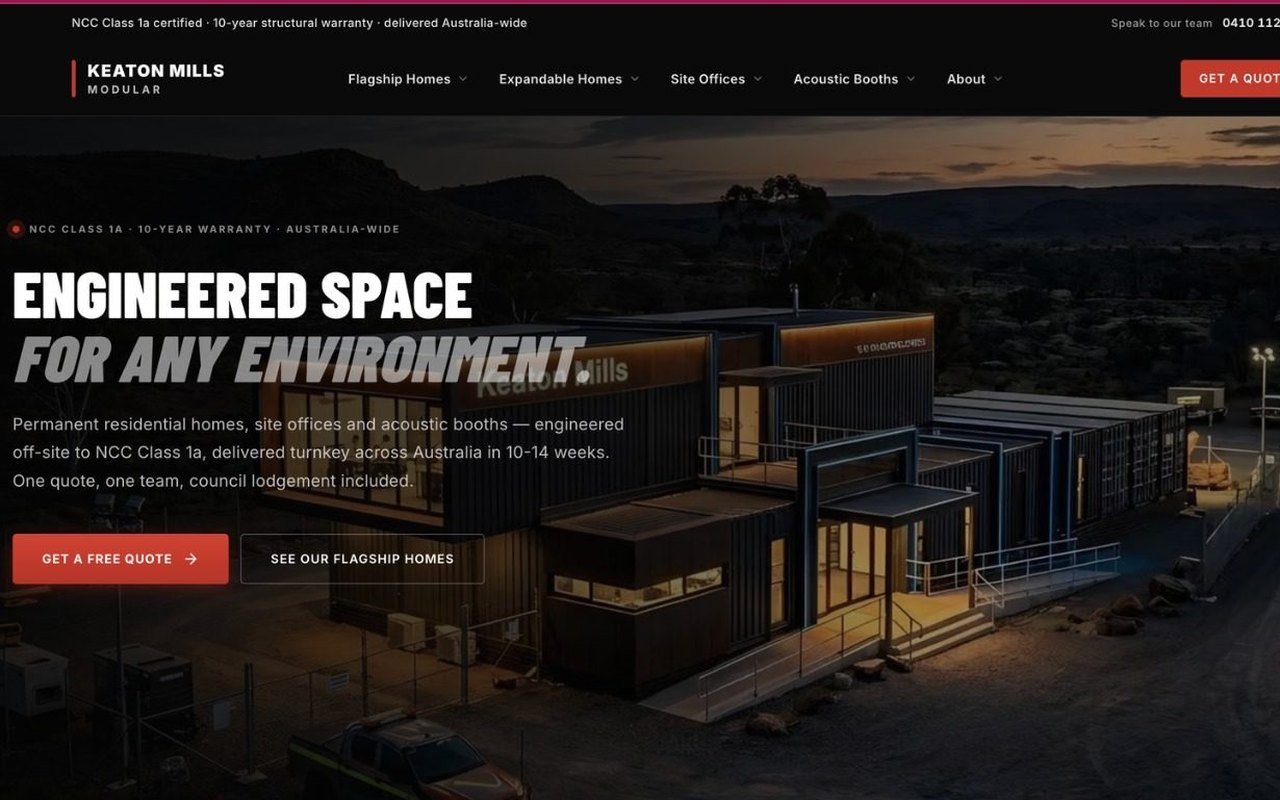 NCC Class 1a certified · 10-year structural warranty · delivered Australia-wide
Speak to our team 0410 112
KEATON MILLS
MODULAR
Flagship Homes
Expandable Homes
Site Offices
Acoustic Booths
About
GET A QUOT
NCC CLASS 1A · 10-YEAR WARRANTY · AUSTRALIA-WIDE
ENGINEERED SPACE
FOR ANY ENVIRONMENT.
Keaton Mills
Permanent residential homes, site offices and acoustic booths — engineered
off-site to NCC Class 1a, delivered turnkey across Australia in 10-14 weeks.
One quote, one team, council lodgement included.
GET A FREE QUOTE →
SEE OUR FLAGSHIP HOMES